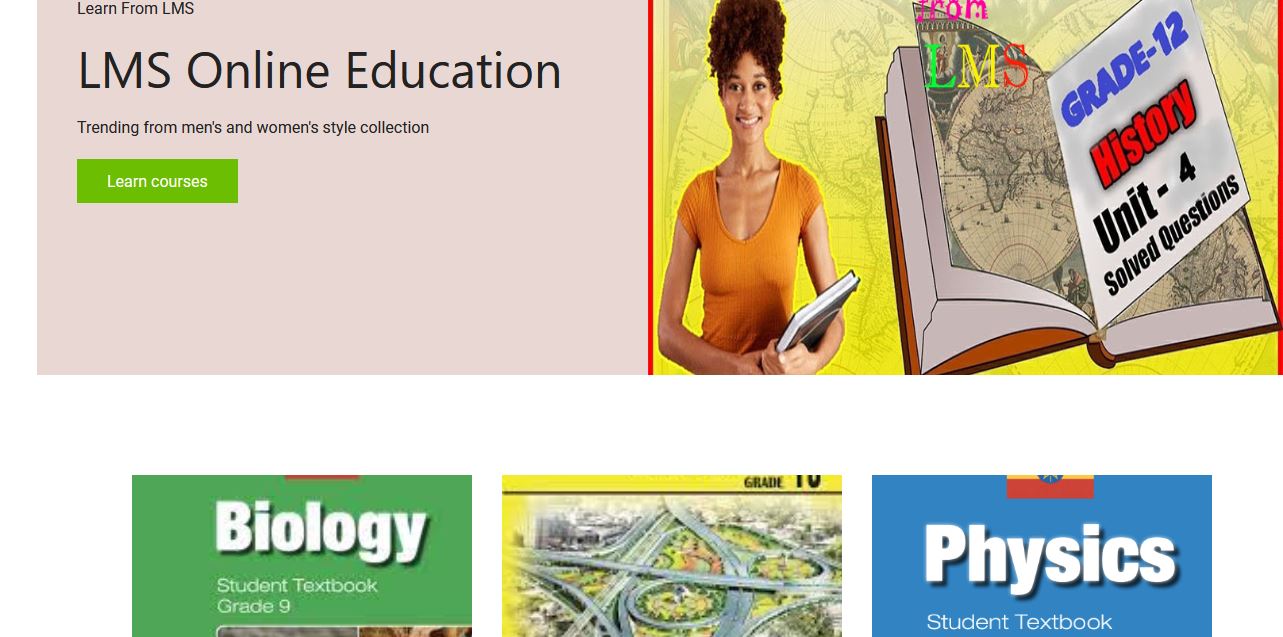 Learn From LMS
LMS Online Education
Trending from men's and women's style collection
Learn courses
from
LMS
GRADE-12
History
Unit - 4
Solved Questions
Biology
Student Textbook
Grade 9
GRADE 10
Physics
Student Textbook